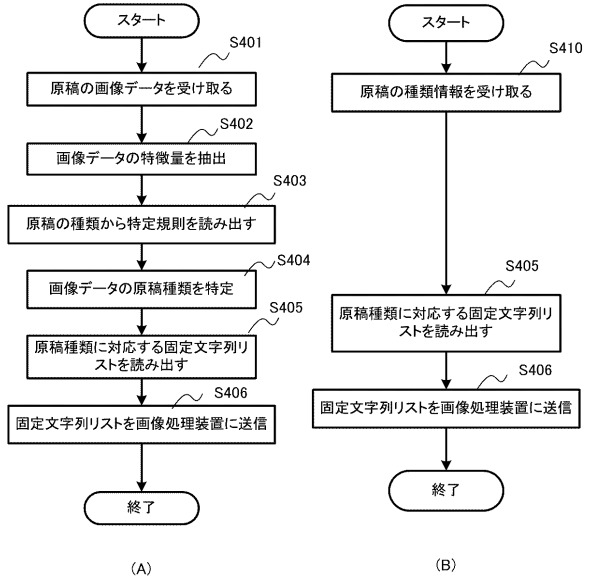 スタート
S401
原稿の画像データを受け取る
S402
画像データの特徴量を抽出
S403
原稿の種類から特定規則を読み出す
S404
画像データの原稿種類を特定
S405
原稿種類に対応する固定文字列リ
ストを読み出す
S406
固定文字列リストを画像処理装置に送信
終了
(A)
スタート
S410
原稿の種類情報を受け取る
S405
原稿種類に対応する固定文字列
リストを読み出す
S406
固定文字列リストを画像処理装置に送信
終了
(B)